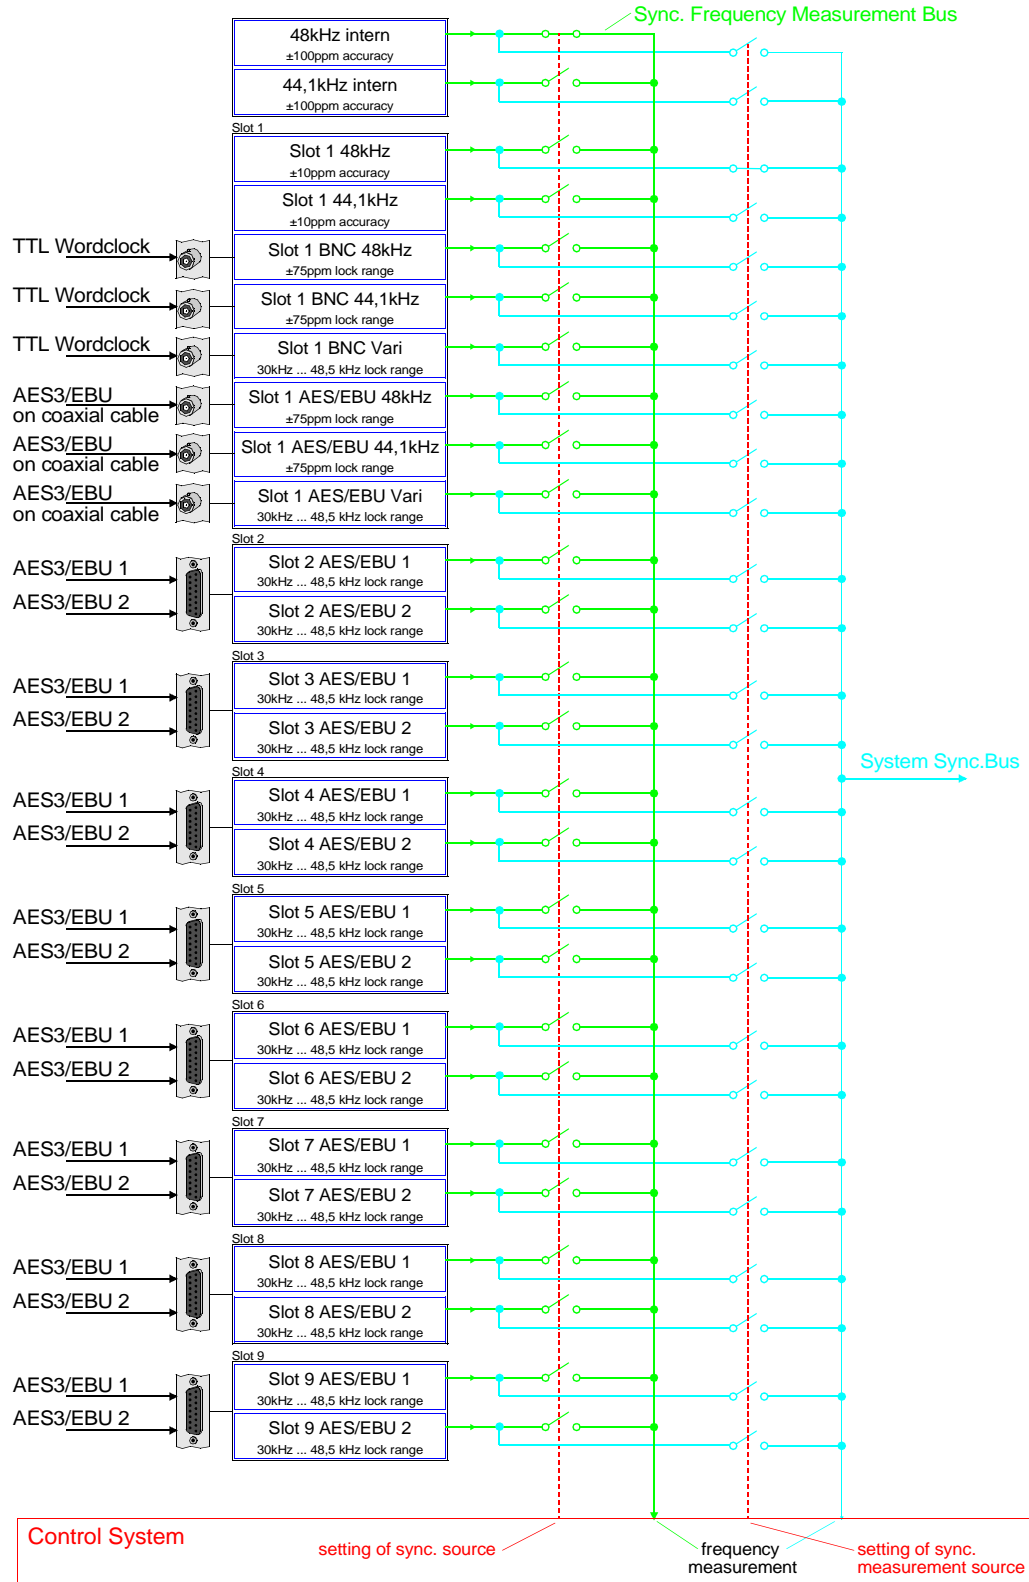 Sync. Frequency Measurement Bus
48kHz intern
±100ppm accuracy
44,1kHz intern
±100ppm accuracy
Slot 1
Slot 1 48kHz
±10ppm accuracy
Slot 1 44,1kHz
±10ppm accuracy
TTL Wordclock
Slot 1 BNC 48kHz
±75ppm lock range
TTL Wordclock
Slot 1 BNC 44,1kHz
±75ppm lock range
TTL Wordclock
Slot 1 BNC Vari
30kHz ... 48,5 kHz lock range
AES3/EBU
on coaxial cable
Slot 1 AES/EBU 48kHz
±75ppm lock range
AES3/EBU
on coaxial cable
Slot 1 AES/EBU 44,1kHz
±75ppm lock range
AES3/EBU
on coaxial cable
Slot 1 AES/EBU Vari
30kHz ... 48,5 kHz lock range
Slot 2
AES3/EBU 1
Slot 2 AES/EBU 1
30kHz ... 48,5 kHz lock range
AES3/EBU 2
Slot 2 AES/EBU 2
30kHz ... 48,5 kHz lock range
Slot 3
AES3/EBU 1
Slot 3 AES/EBU 1
30kHz ... 48,5 kHz lock range
AES3/EBU 2
Slot 3 AES/EBU 2
30kHz ... 48,5 kHz lock range
System Sync.Bus
Slot 4
AES3/EBU 1
Slot 4 AES/EBU 1
30kHz ... 48,5 kHz lock range
AES3/EBU 2
Slot 4 AES/EBU 2
30kHz ... 48,5 kHz lock range
Slot 5
AES3/EBU 1
Slot 5 AES/EBU 1
30kHz ... 48,5 kHz lock range
AES3/EBU 2
Slot 5 AES/EBU 2
30kHz ... 48,5 kHz lock range
Slot 6
AES3/EBU 1
Slot 6 AES/EBU 1
30kHz ... 48,5 kHz lock range
AES3/EBU 2
Slot 6 AES/EBU 2
30kHz ... 48,5 kHz lock range
Slot 7
AES3/EBU 1
Slot 7 AES/EBU 1
30kHz ... 48,5 kHz lock range
AES3/EBU 2
Slot 7 AES/EBU 2
30kHz ... 48,5 kHz lock range
Slot 8
AES3/EBU 1
Slot 8 AES/EBU 1
30kHz ... 48,5 kHz lock range
AES3/EBU 2
Slot 8 AES/EBU 2
30kHz ... 48,5 kHz lock range
Slot 9
AES3/EBU 1
Slot 9 AES/EBU 1
30kHz ... 48,5 kHz lock range
AES3/EBU 2
Slot 9 AES/EBU 2
30kHz ... 48,5 kHz lock range
Control System
setting of sync. source
frequency
measurement
setting of sync.
measurement source